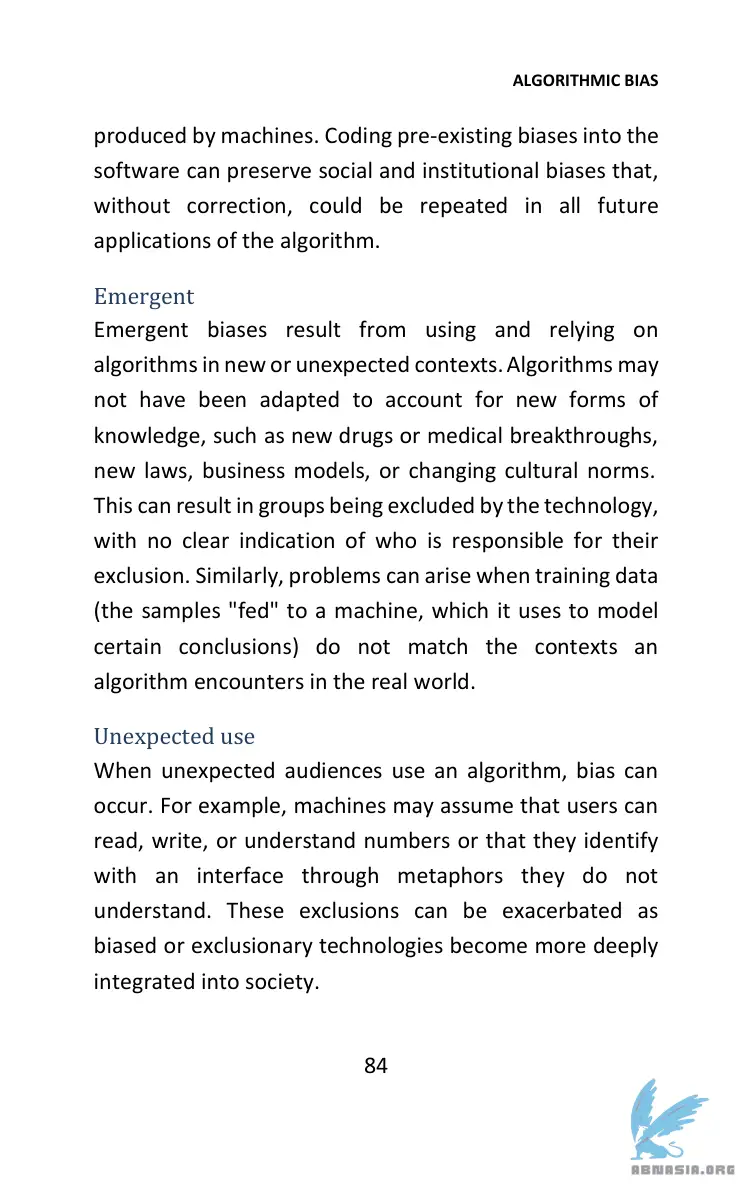 ALGORITHMIC BIAS
produced by machines. Coding pre-existing biases into the
software can preserve social and institutional biases that,
without correction, could be repeated in all future
applications of the algorithm.
Emergent
Emergent biases result from using and relying on
algorithms in new or unexpected contexts. Algorithms may
not have been adapted to account for new forms of
knowledge, such as new drugs or medical breakthroughs,
new laws, business models, or changing cultural norms.
This can result in groups being excluded by the technology,
with no clear indication of who is responsible for their
exclusion. Similarly, problems can arise when training data
(the samples "fed" to a machine, which it uses to model
certain conclusions) do not match the contexts an
algorithm encounters in the real world.
Unexpected use
When unexpected audiences use an algorithm, bias can
occur. For example, machines may assume that users can
read, write, or understand numbers or that they identify
with an interface through metaphors they do not
understand. These exclusions can be exacerbated as
biased or exclusionary technologies become more deeply
integrated into society.
84
ABNASIA.ORG